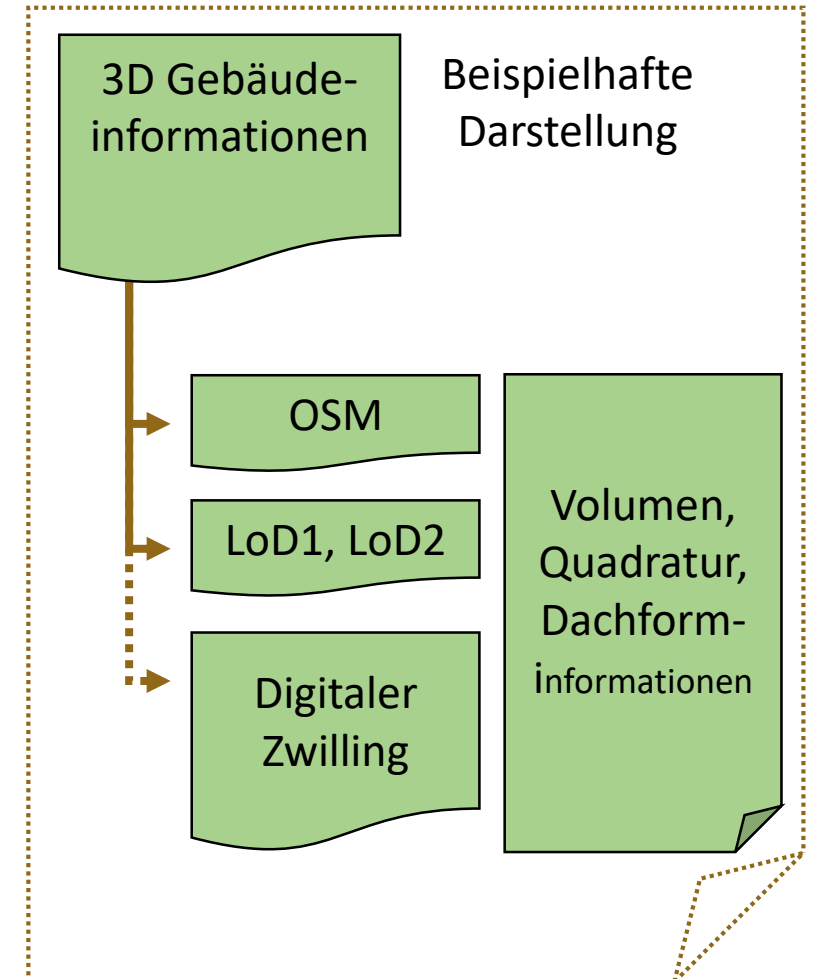 3D Gebäude-
informationen
Beispielhafte
Darstellung
OSM
LoD1, LoD2
Digitaler
Zwilling
Volumen,
Quadratur,
Dachform-
informationen